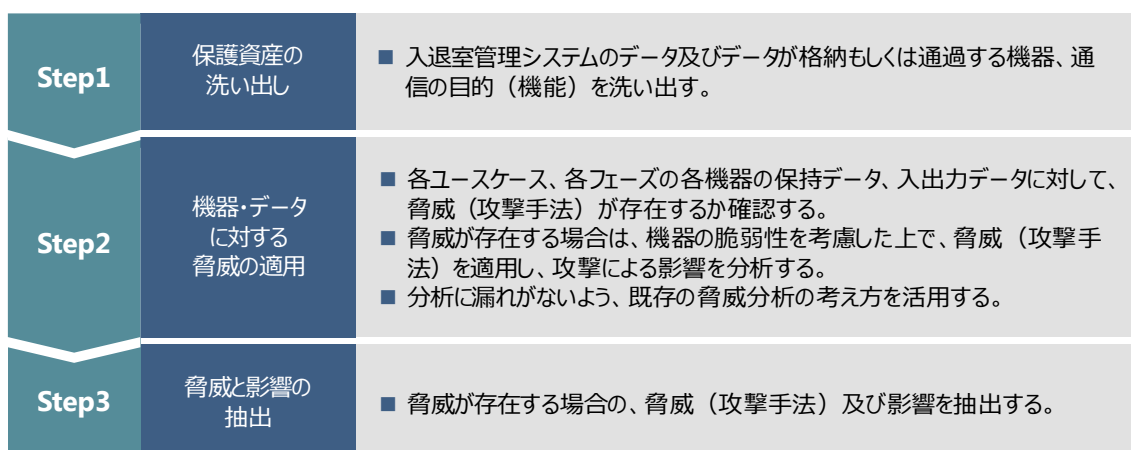 Step1
保護資産の
洗い出し
■ 入退室管理システムのデータ及びデータが格納もしくは通過する機器、通
信の目的（機能）を洗い出す。
Step2
機器・データ
に対する
脅威の適用
■ 各ユースケース、各フェーズの各機器の保持データ、入出力データに対して、
脅威（攻撃手法）が存在するか確認する。
■ 脅威が存在する場合は、機器の脆弱性を考慮した上で、脅威（攻撃手
法）を適用し、攻撃による影響を分析する。
■ 分析に漏れがないよう、既存の脅威分析の考え方を活用する。
Step3
脅威と影響の
抽出
■ 脅威が存在する場合の、脅威（攻撃手法）及び影響を抽出する。